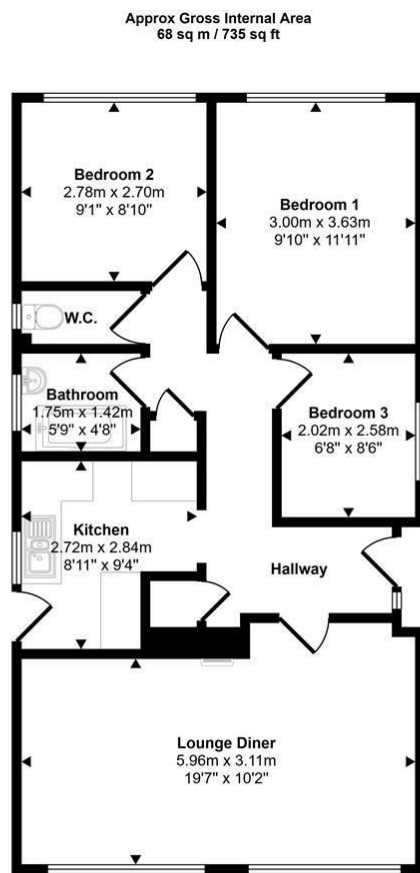 Approx Gross Internal Area
68 sq m / 735 sq ft
Bedroom 2
2.78m x 2.70m
9'1" x 8'10"
Bedroom 1
3.00m x 3.63m
9'10" x 11'11"
W.C.
Bathroom
1.75m x 1.42m
5'9" x 4'8"
Bedroom 3
2.02m x 2.58m
6'8" x 8'6"
Kitchen
2.72m x 2.84m
8'11" x 9'4"
Hallway
Lounge Diner
5.96m x 3.11m
19'7" x 10'2"